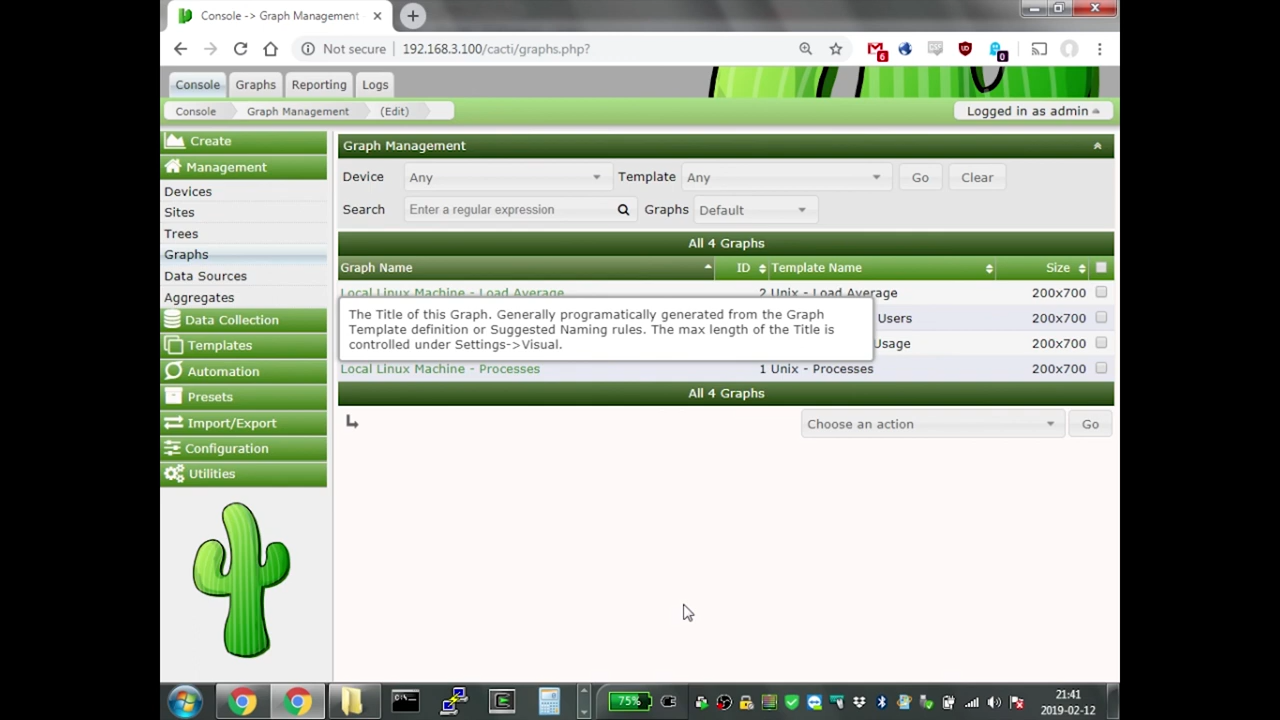 Console -> Graph Management
Not secure 192.168.3.100/cacti/graphs.php?
6
0
Console Graphs Reporting Logs
Console Graph Management (Edit) Logged in as admin
Create
Management
Devices
Sites
Trees
Graphs
Data Sources
Aggregates
Data Collection
Templates
Automation
Presets
Import/Export
Configuration
Utilities
Graph Management
Device Any Template Any Go Clear
Search Enter a regular expression Graphs Default
All 4 Graphs
Graph Name ID Template Name Size
Local Linux Machine - Load Average 2 Unix - Load Average 200x700
The Title of this Graph. Generally programatically generated from the Graph
Template definition or Suggested Naming rules. The max length of the Title is
controlled under Settings->Visual.
Users 200x700
Usage 200x700
Local Linux Machine - Processes 1 Unix - Processes 200x700
All 4 Graphs
Choose an action Go
75%
21:41
2019-02-12